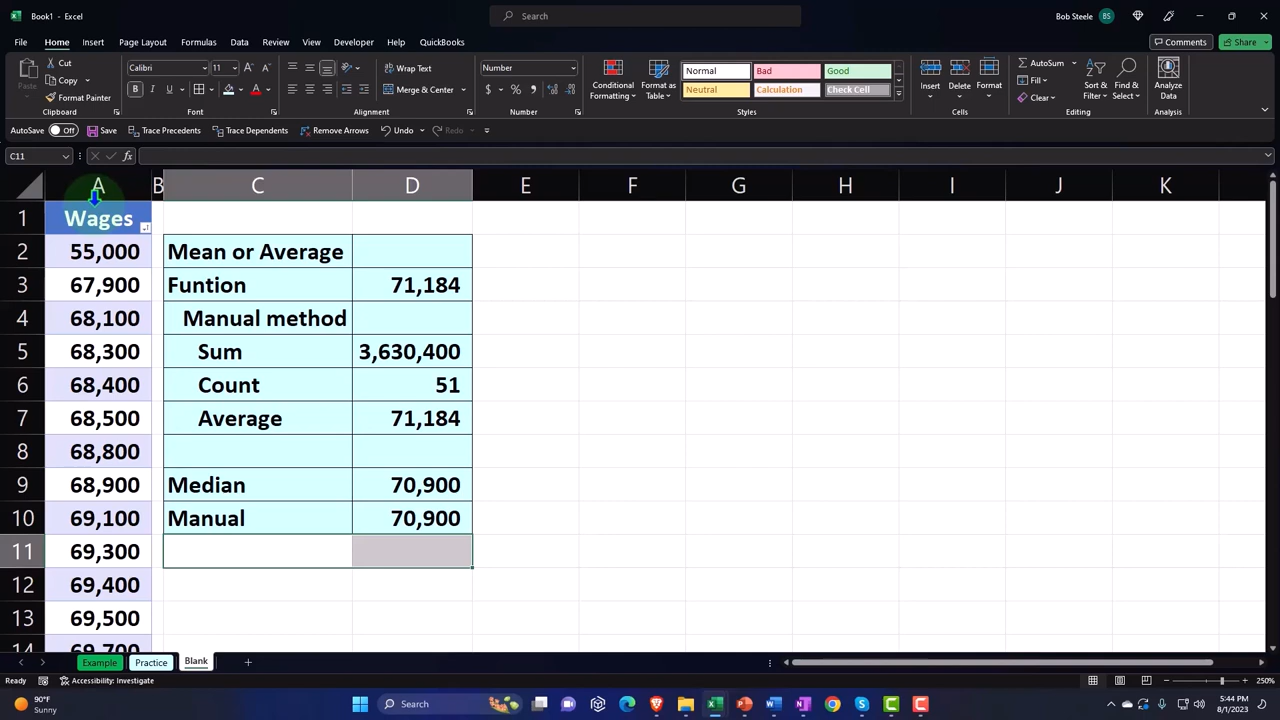 Book1 - Excel
Search
Bob Steele BS
File Home Insert Page Layout Formulas Data Review View Developer Help QuickBooks
Comments Share
Paste
Cut
Copy
Format Painter
Clipboard
Calibri 11
B I U
Font
Wrap Text
Merge & Center
Alignment
Number
$ % 9
Number
Conditional Formatting
Format as Table
Normal Bad Good
Neutral Calculation Check Cell
Styles
Insert Delete Format
Cells
AutoSum
Fill
Clear
Sort & Filter
Find & Select
Editing
Analyze Data
Analysis
AutoSave Off Save Trace Precedents Trace Dependents Remove Arrows Undo Redo
C11 fx
A B C D E F G H I J K
1 Wages
2 55,000 Mean or Average
3 67,900 Funtion 71,184
4 68,100 Manual method
5 68,300 Sum 3,630,400
6 68,400 Count 51
7 68,500 Average 71,184
8 68,800
9 68,900 Median 70,900
10 69,100 Manual 70,900
11 69,300
12 69,400
13 69,500
14 69,700
Example Practice Blank
Ready Accessibility: Investigate 250%
90°F
Sunny
Search
5:44 PM
8/1/2023